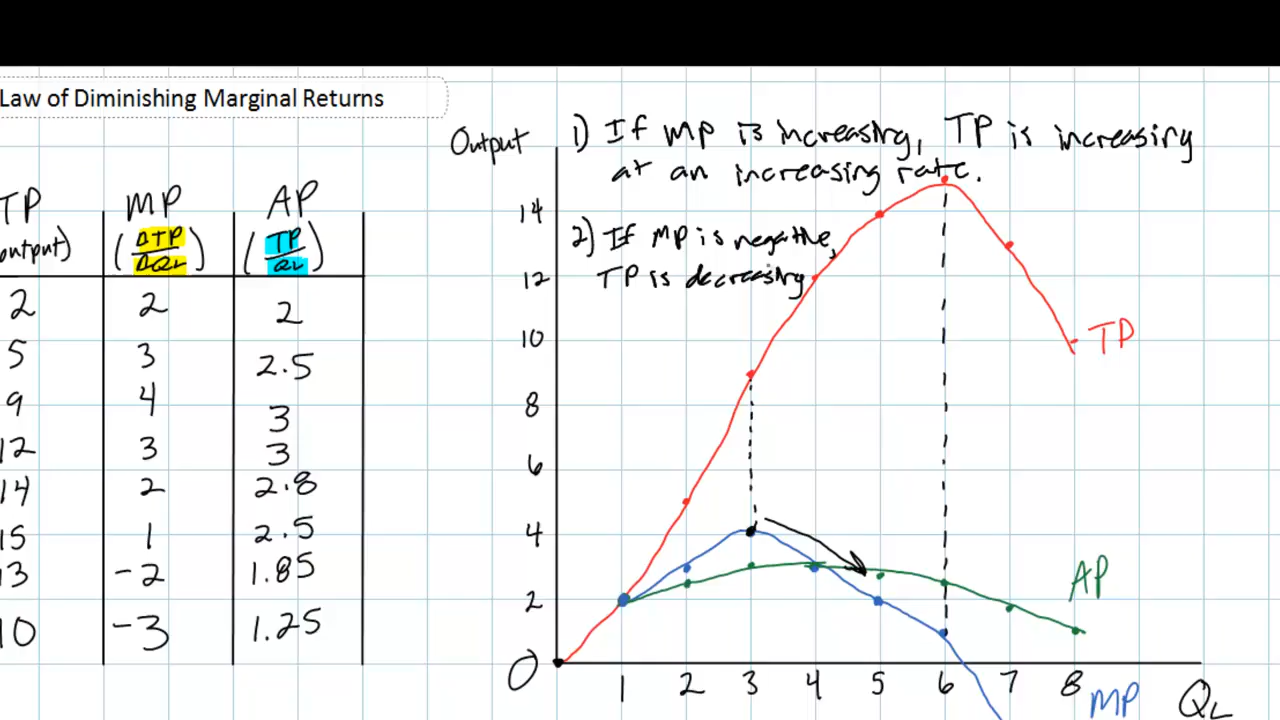 Law of Diminishing Marginal Returns
TP MP AP
output) (ΔTP/ΔQL) (TP/QL)
2 2 2
5 3 2.5
9 4 3
12 3 3
14 2 2.8
15 1 2.5
13 -2 1.85
10 -3 1.25
Output
1) If MP is increasing, TP is increasing
at an increasing rate.
2) If MP is negative,
TP is decreasing
14
12
10
8
6
4
2
0
1 2 3 4 5 6 7 8 QL
TP
AP
MP